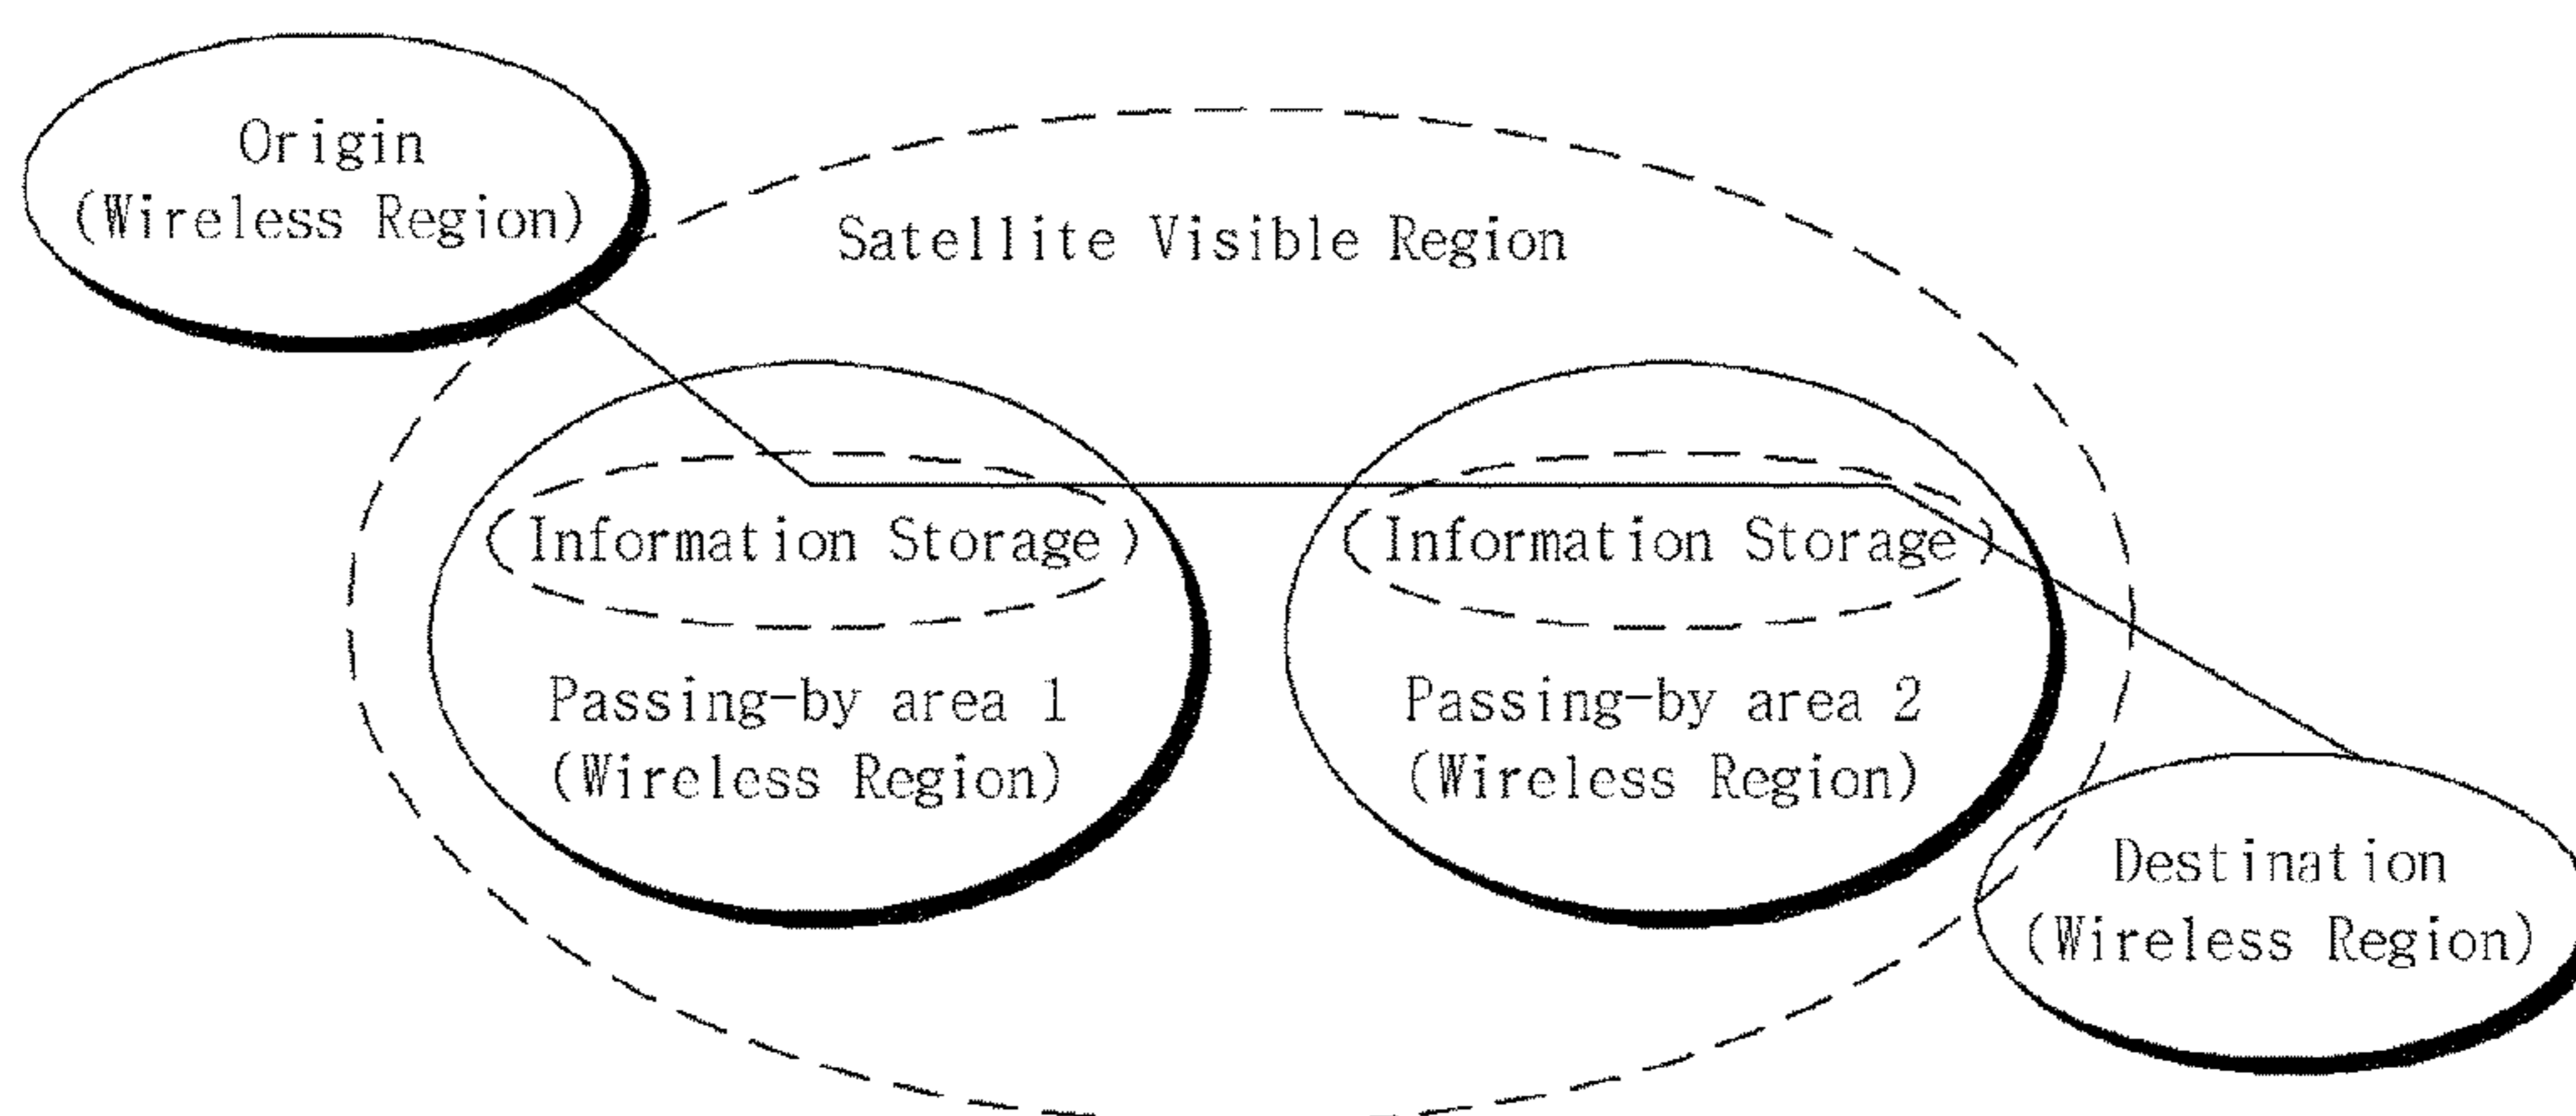 Origin
(Wireless Region)
Satellite Visible Region
Information Storage
Information Storage
Passing-by area 1
(Wireless Region)
Passing-by area 2
(Wireless Region)
Destination
(Wireless Region)